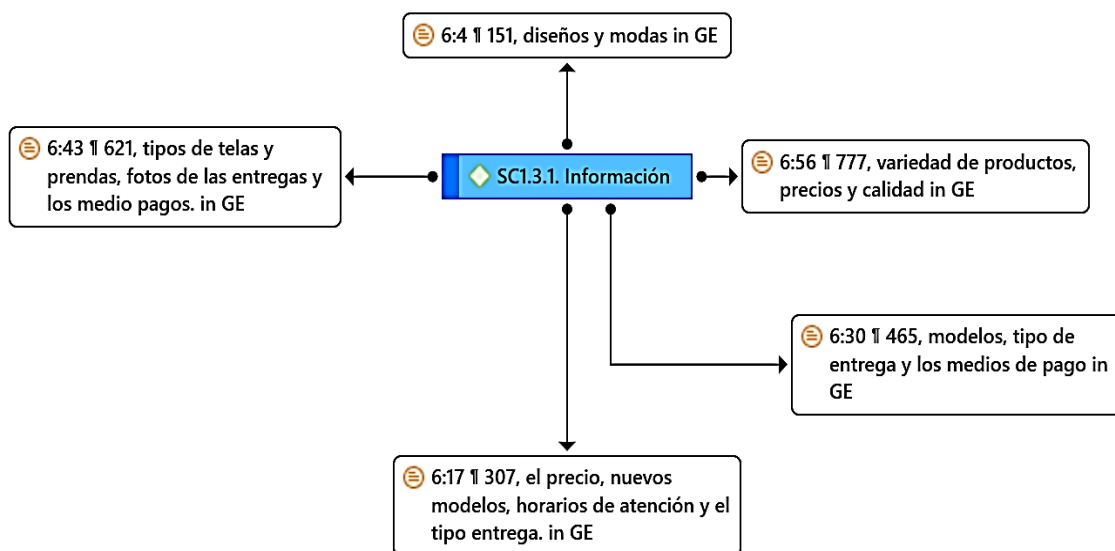 6:4 ¶ 151, diseños y modas in GE
6:43 ¶ 621, tipos de telas y
prendas, fotos de las entregas y
los medio pagos. in GE
SC1.3.1. Información
6:56 ¶ 777, variedad de productos,
precios y calidad in GE
6:30 ¶ 465, modelos, tipo de
entrega y los medios de pago in
GE
6:17 ¶ 307, el precio, nuevos
modelos, horarios de atención y el
tipo entrega. in GE